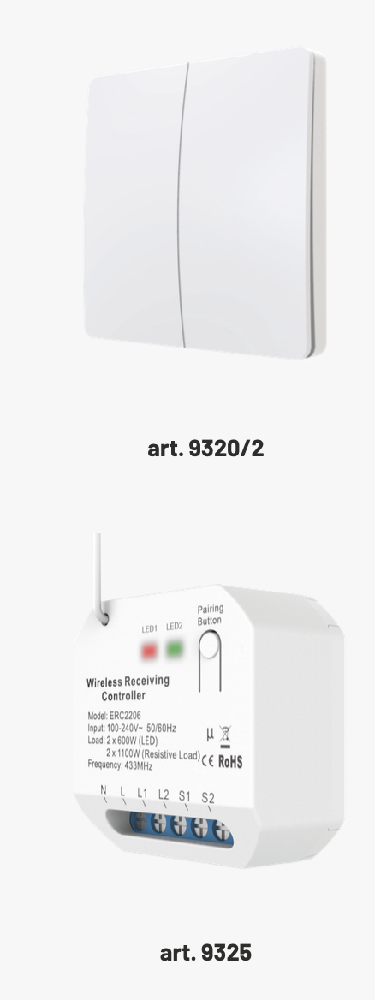 art. 9320/2
Pairing
Button
LED1 LED2
Wireless Receiving
Controller
Model: ERC2206
Input: 100-240V~ 50/60Hz
Load: 2 x 600W (LED)
2 x 1100W (Resistive Load)
Frequency: 433MHz
μ
CE RoHS
N L L1 L2 S1 S2
art. 9325